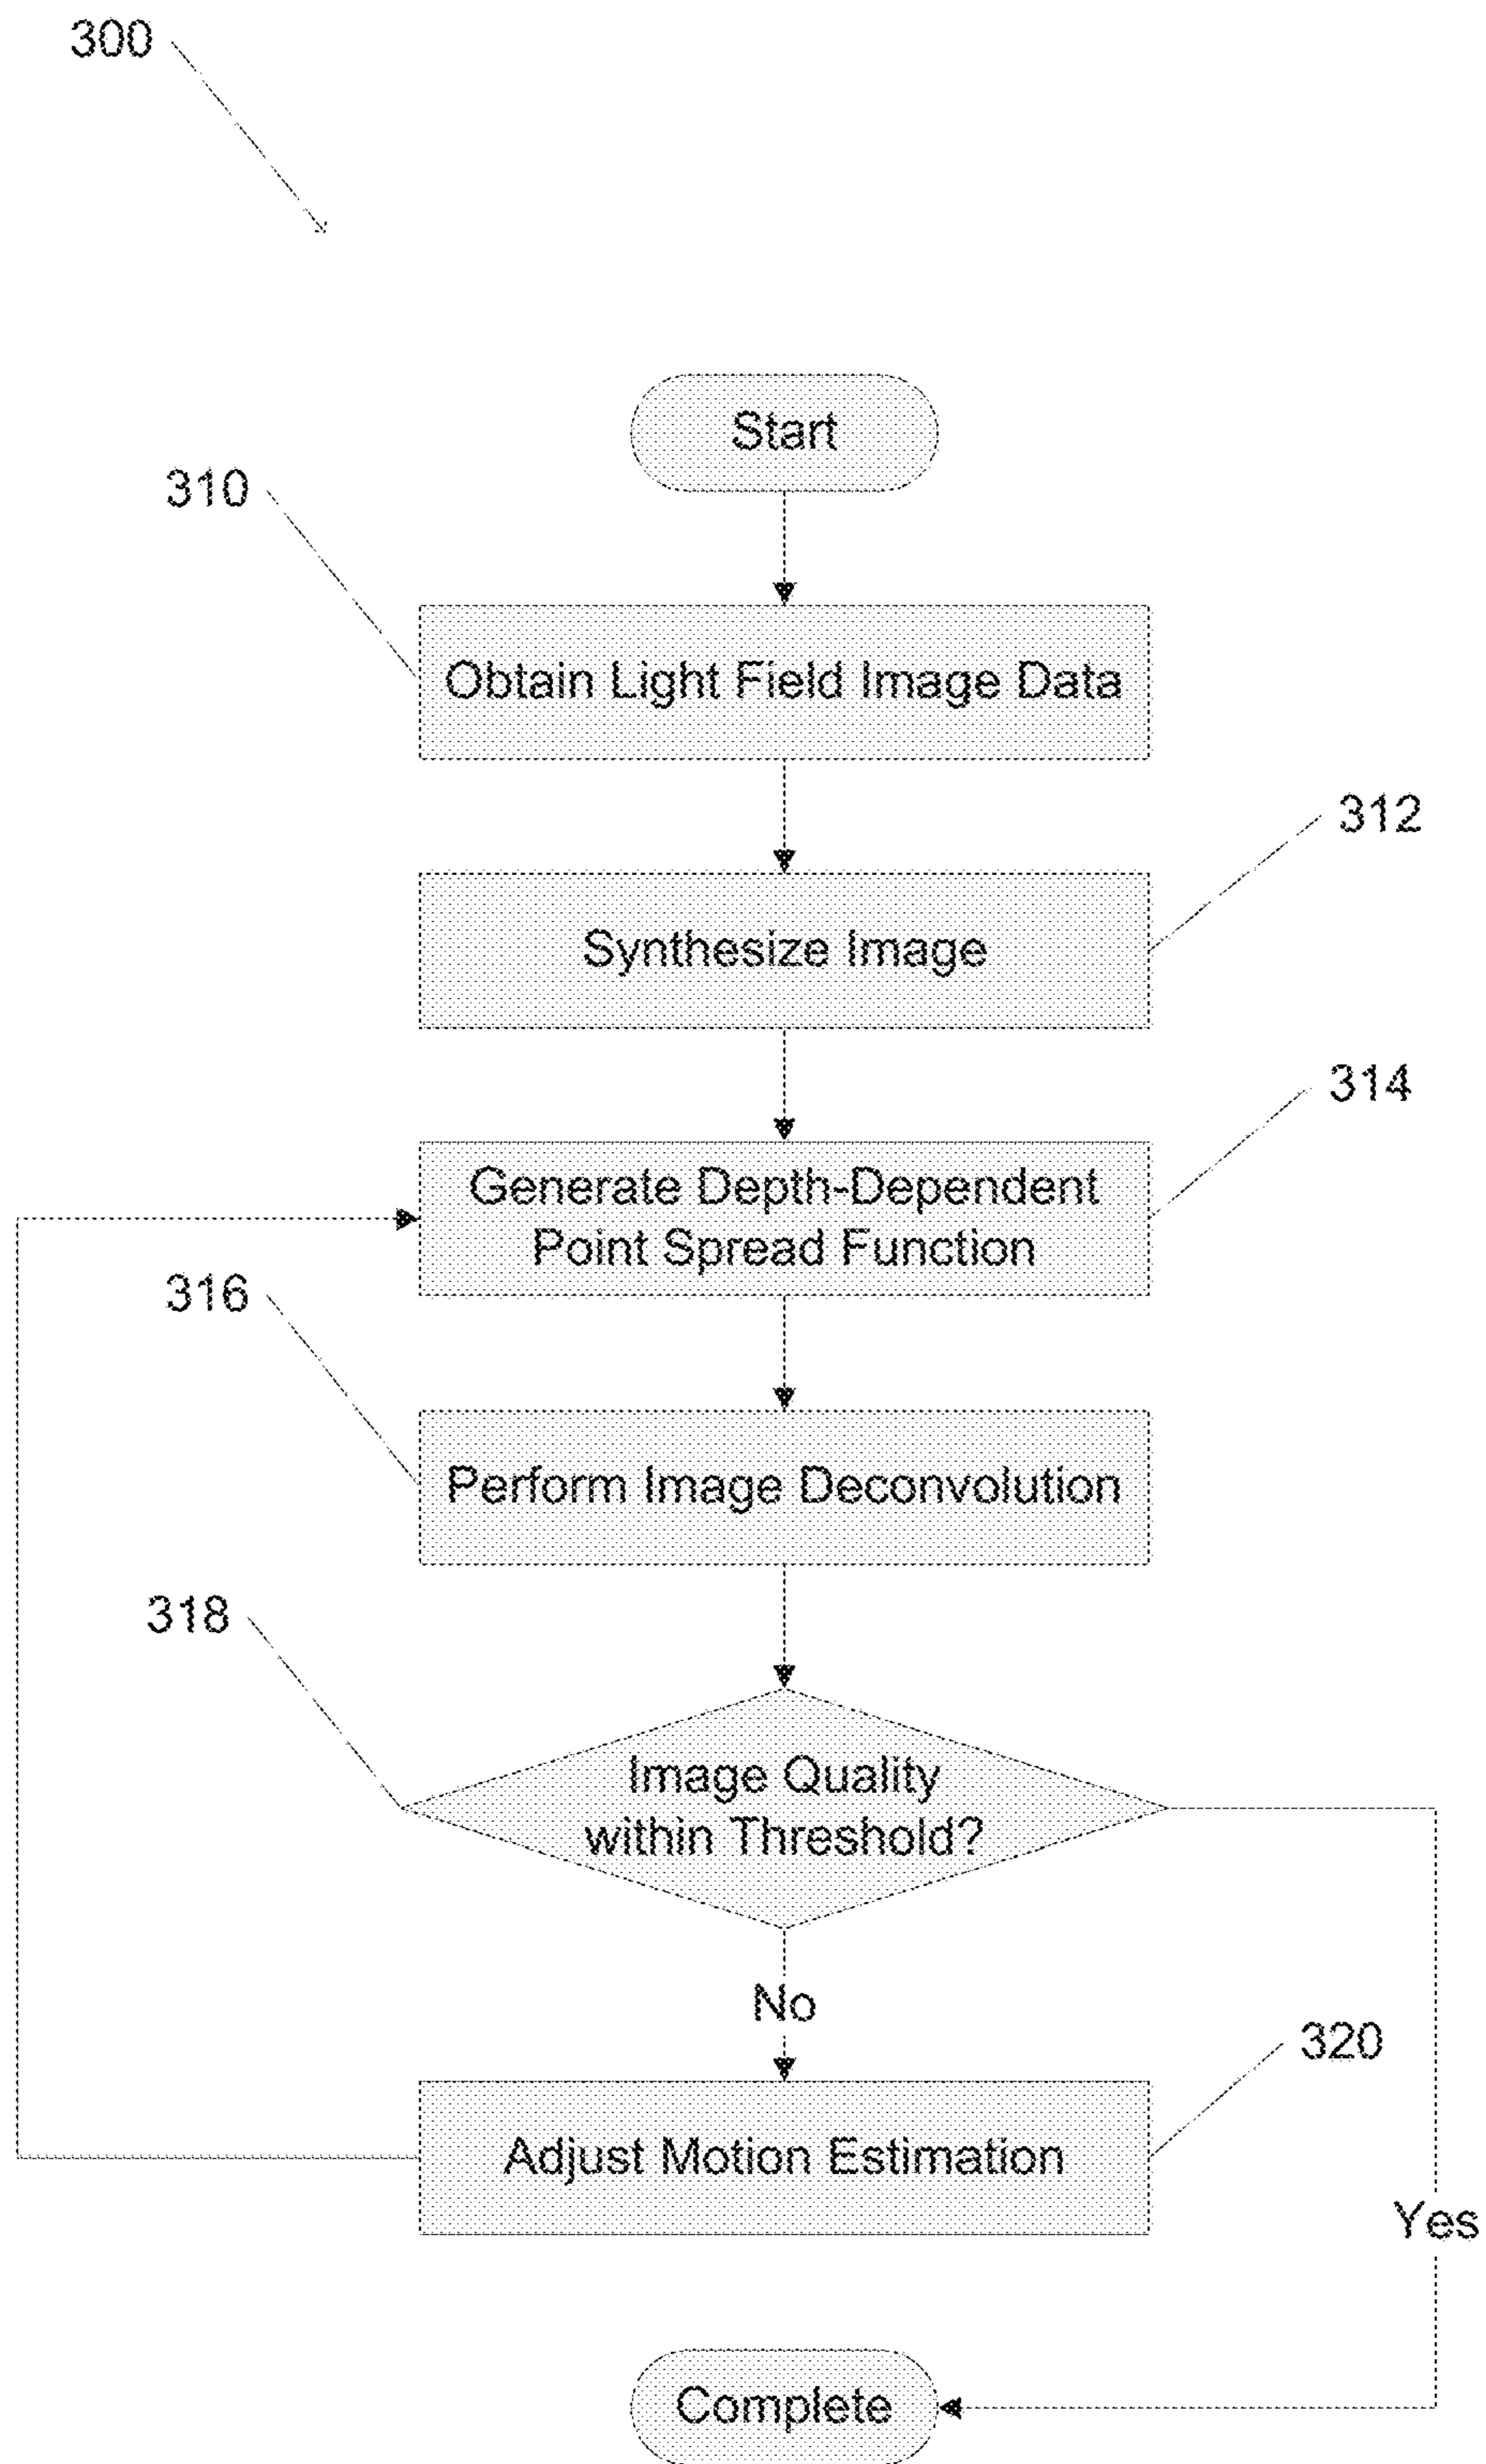 300
Start
310
Obtain Light Field Image Data
312
Synthesize Image
314
Generate Depth-Dependent
Point Spread Function
316
Perform Image Deconvolution
318
Image Quality
within Threshold?
No
320
Adjust Motion Estimation
Yes
Complete